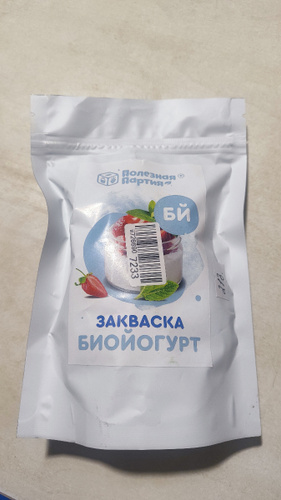 Полезная
Партия
БЙ
7233
ЗАКВАСКА
БИОЙОГУРТ